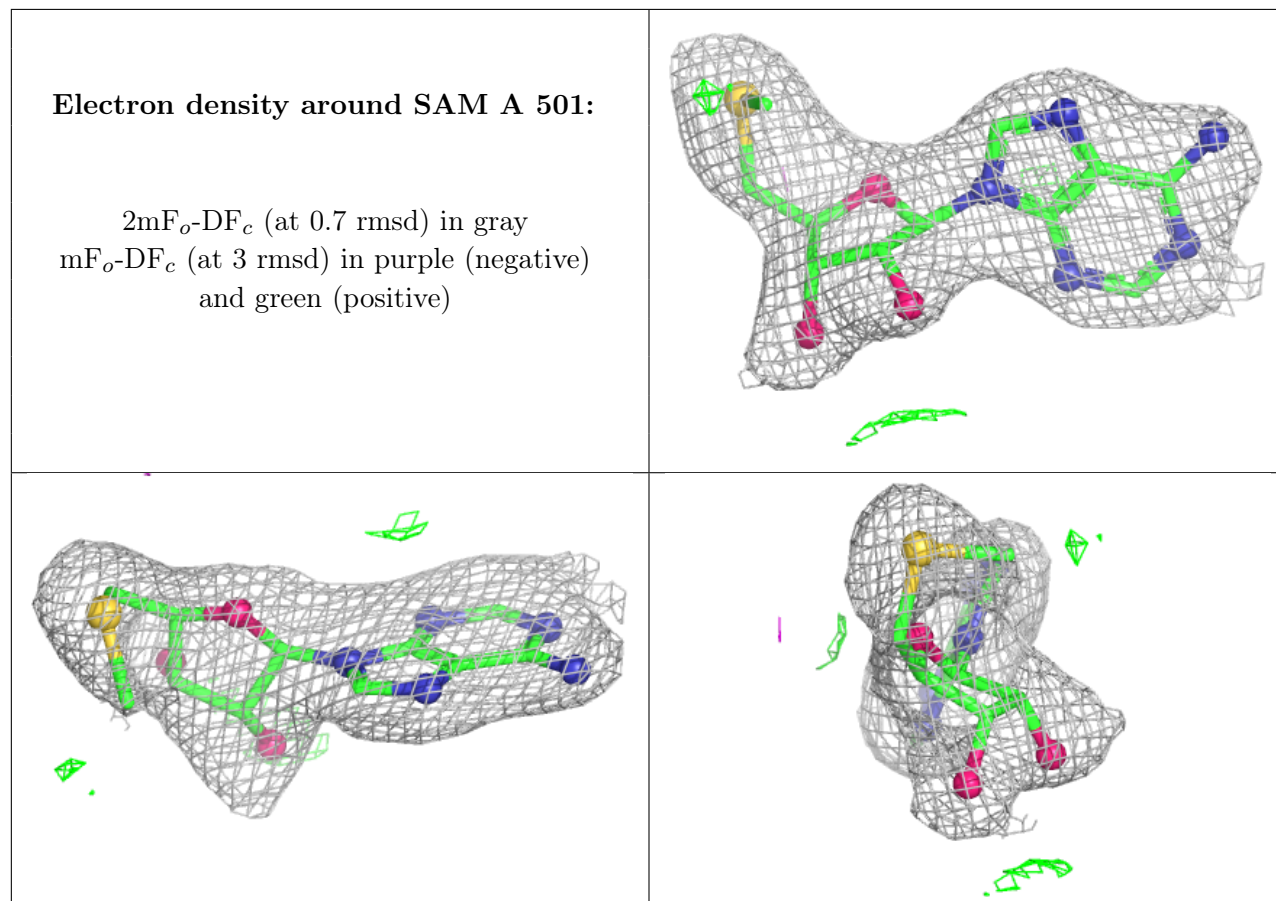 Electron density around SAM A 501:
2mFₒ-DF𝒸 (at 0.7 rmsd) in gray
mFₒ-DF𝒸 (at 3 rmsd) in purple (negative)
and green (positive)